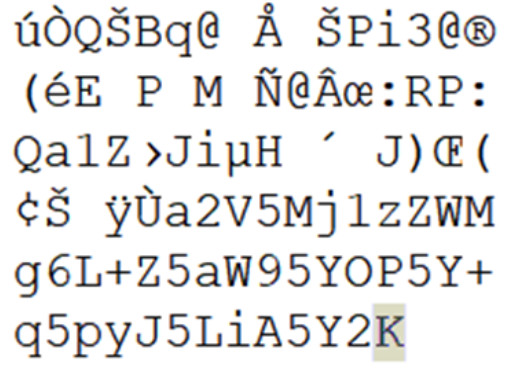 úÒQŠBq@ Å ŠPi3@®
(éE P M Ñ@Âœ:RP:
Qa1Z›JiµH ´ J)Œ(
¢Š ÿÙa2V5Mj1zZWM
g6L+Z5aW95YOP5Y+
q5pyJ5LiA5Y2K